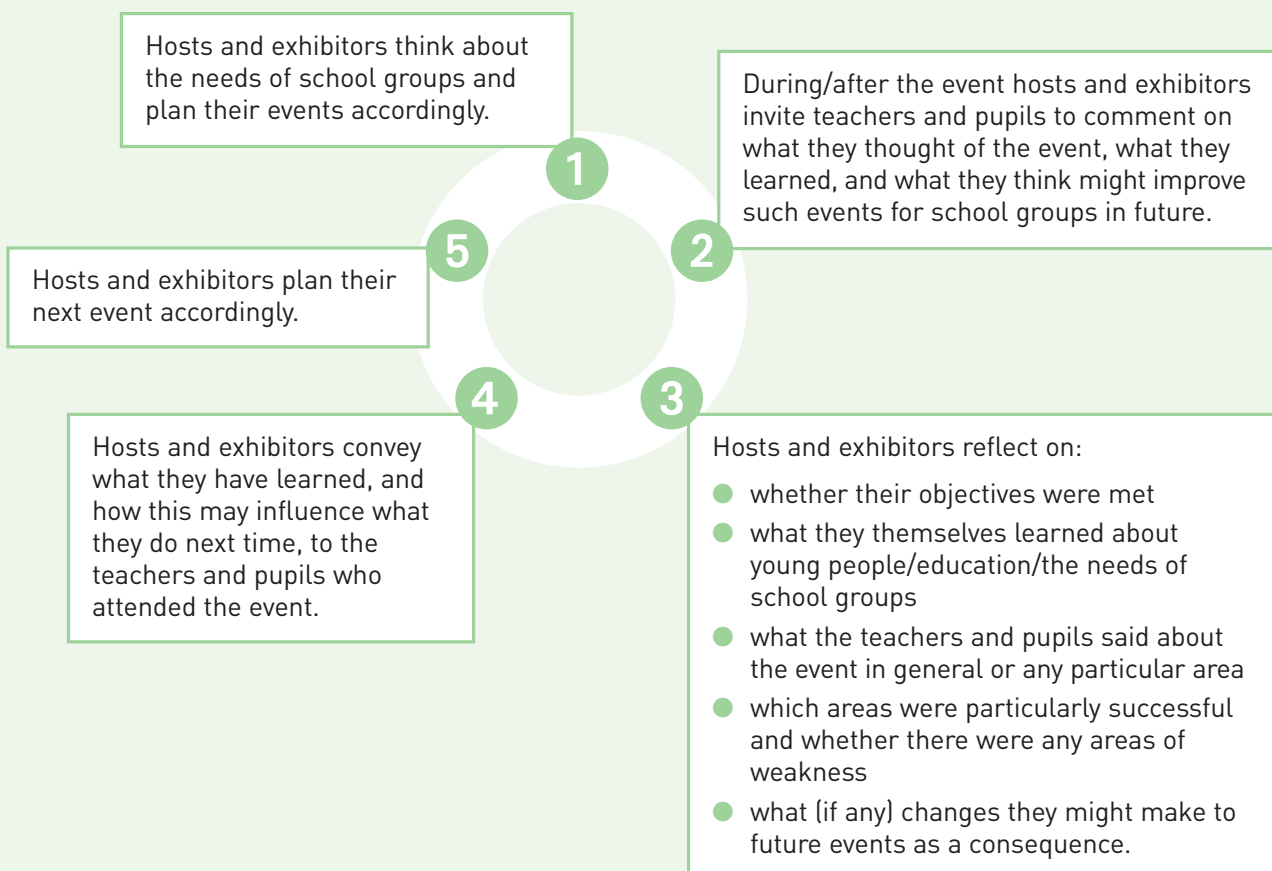 1
Hosts and exhibitors think about
the needs of school groups and
plan their events accordingly.
2
During/after the event hosts and exhibitors
invite teachers and pupils to comment on
what they thought of the event, what they
learned, and what they think might improve
such events for school groups in future.
3
Hosts and exhibitors reflect on:
● whether their objectives were met
● what they themselves learned about
young people/education/the needs of
school groups
● what the teachers and pupils said about
the event in general or any particular area
● which areas were particularly successful
and whether there were any areas of
weakness
● what (if any) changes they might make to
future events as a consequence.
4
Hosts and exhibitors convey
what they have learned, and
how this may influence what
they do next time, to the
teachers and pupils who
attended the event.
5
Hosts and exhibitors plan their
next event accordingly.